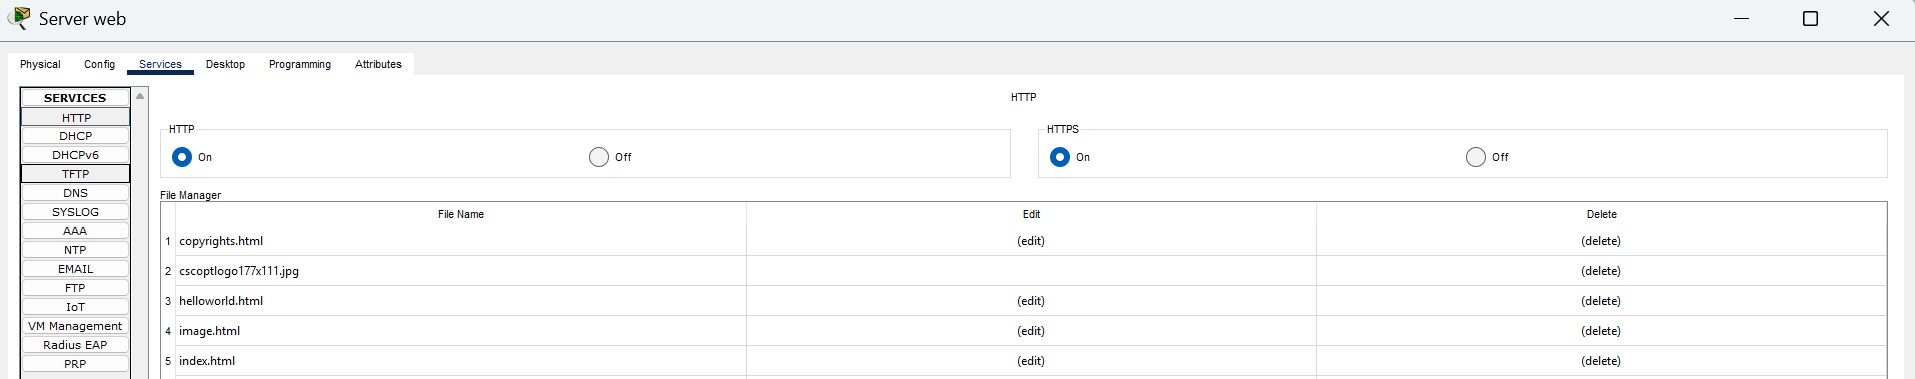 Server web
Physical Config Services Desktop Programming Attributes
SERVICES
HTTP
DHCP
DHCPv6
TFTP
DNS
SYSLOG
AAA
NTP
EMAIL
FTP
IoT
VM Management
Radius EAP
PRP
HTTP
HTTP
On Off
HTTPS
On Off
File Manager
File Name Edit Delete
1 copyrights.html (edit) (delete)
2 cscoptlogo177x111.jpg (delete)
3 helloworld.html (edit) (delete)
4 image.html (edit) (delete)
5 index.html (edit) (delete)